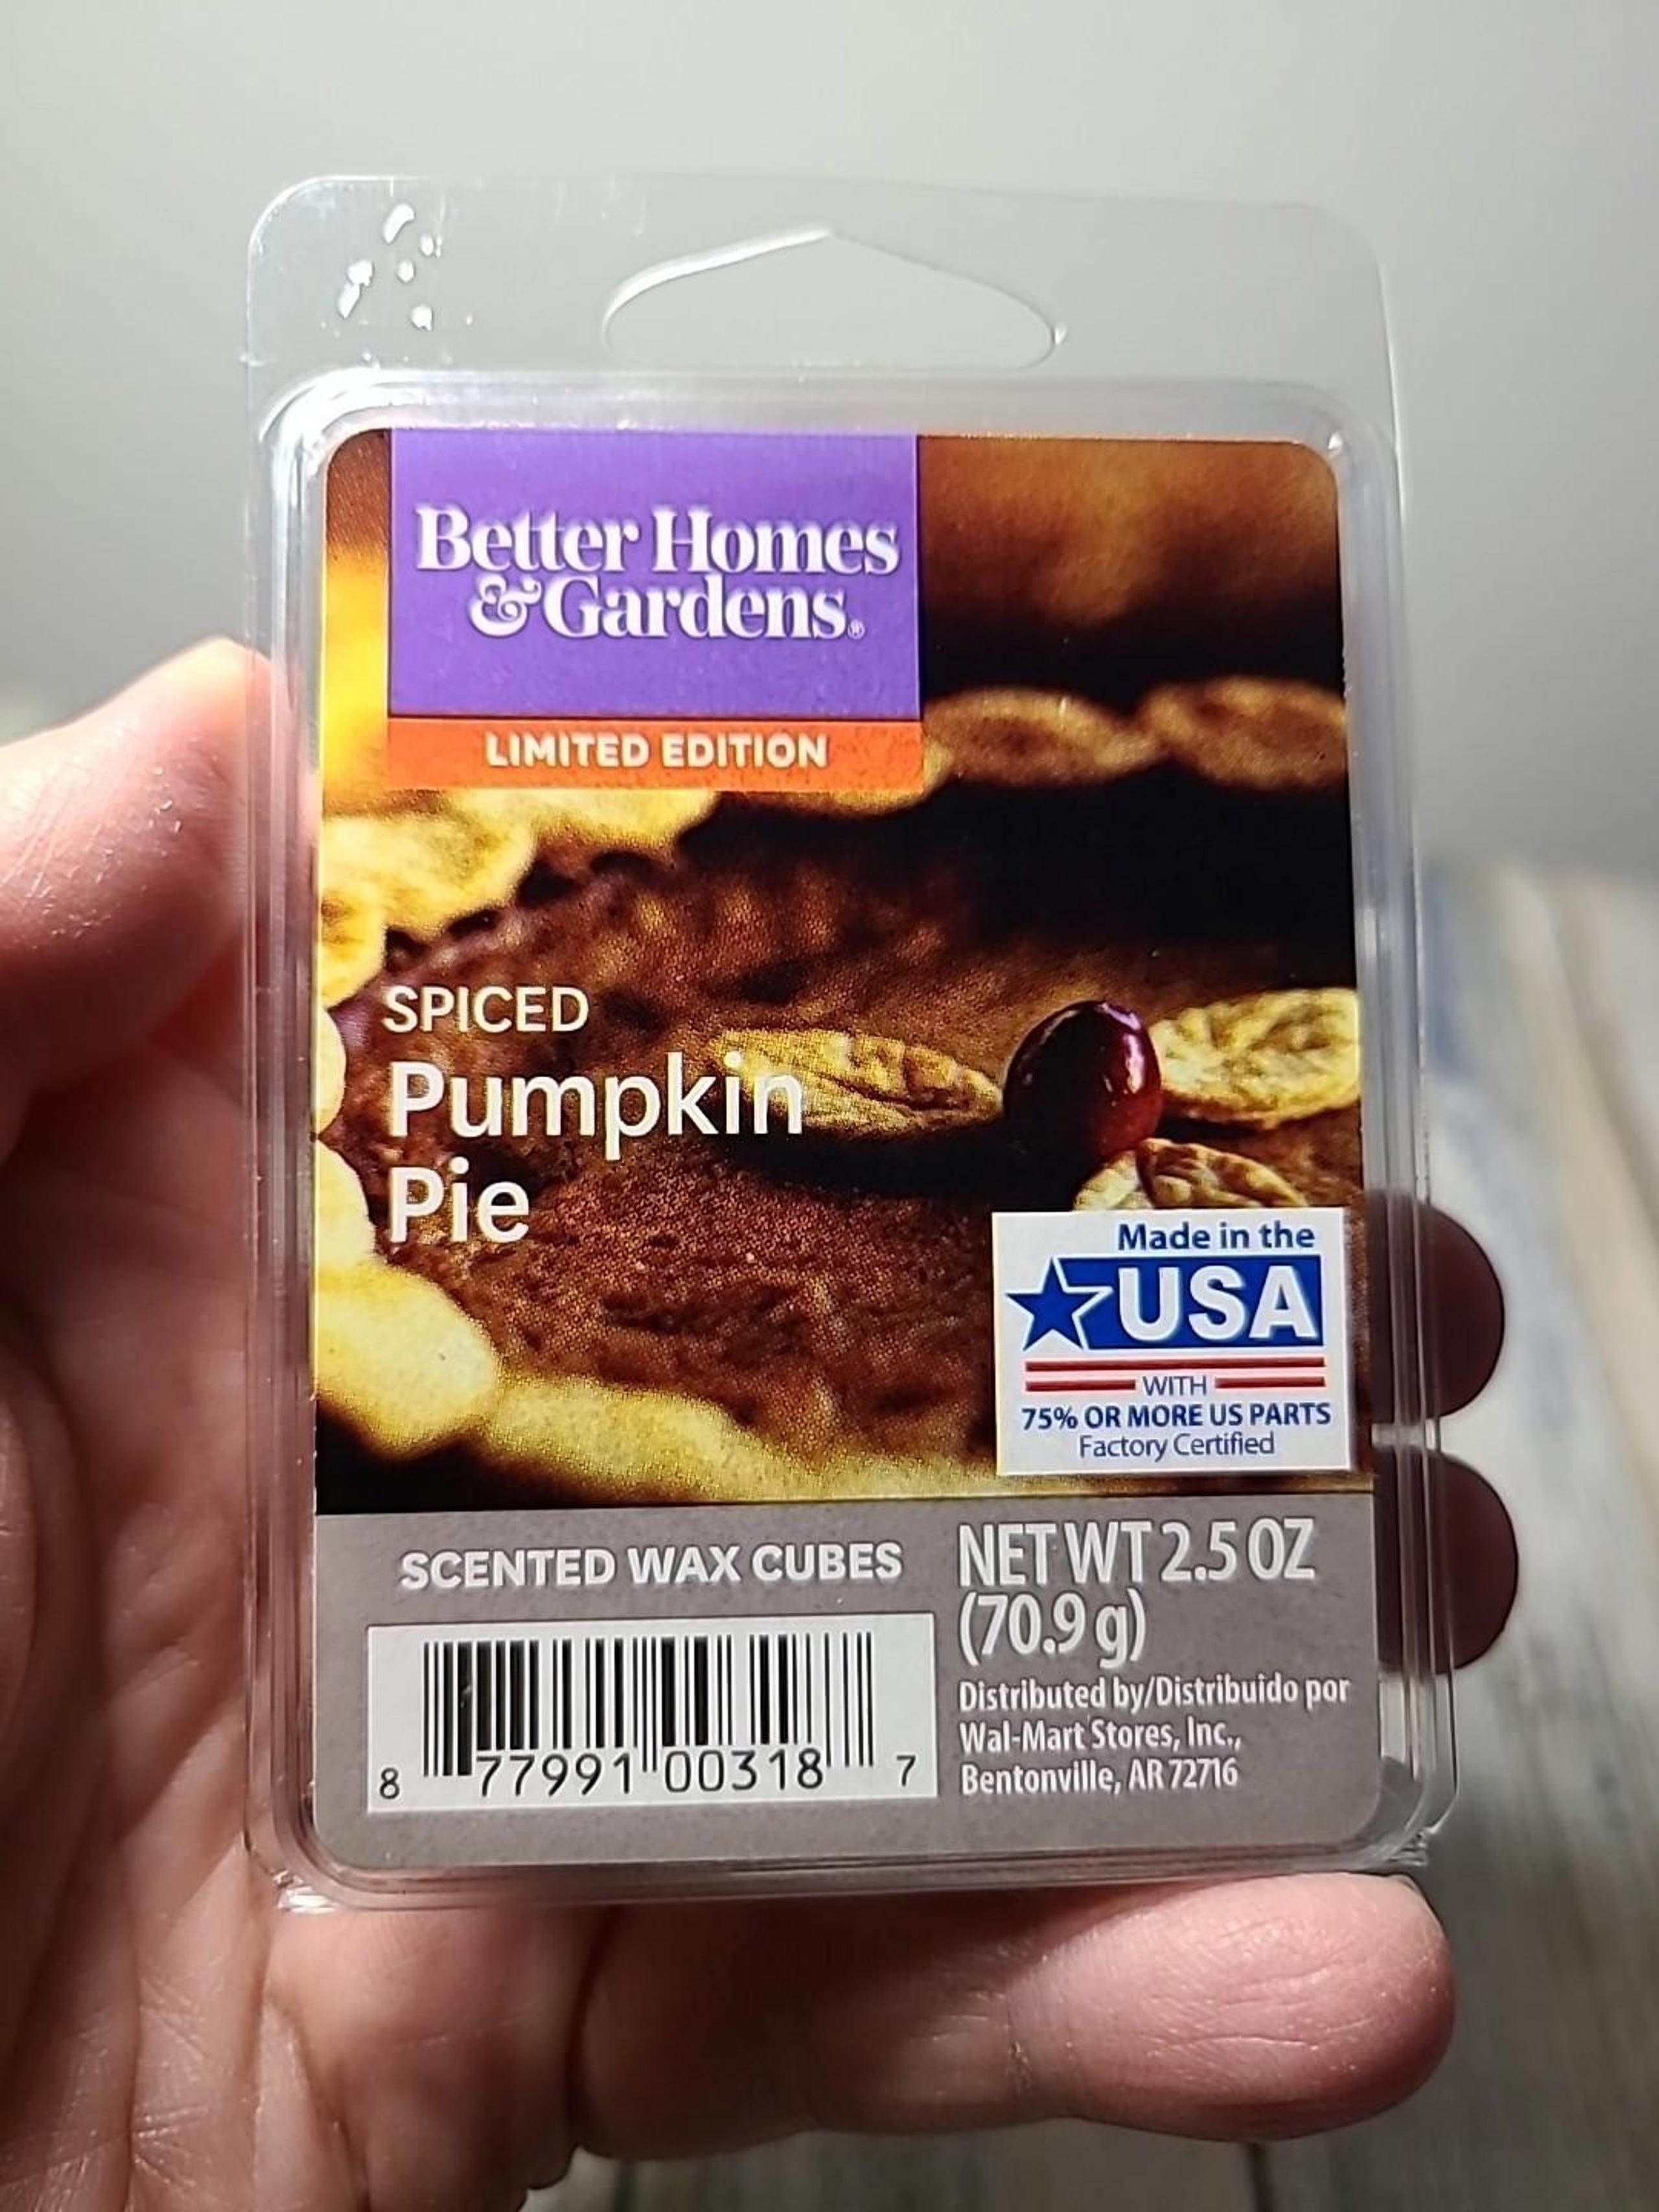 Better Homes
& Gardens®
LIMITED EDITION
SPICED
Pumpkin
Pie
Made in the
USA
WITH
75% OR MORE US PARTS
Factory Certified
SCENTED WAX CUBES
NET WT 2.5 OZ
(70.9 g)
Distributed by/Distribuido por
Wal-Mart Stores, Inc.,
Bentonville, AR 72716
8 77991 00318 7